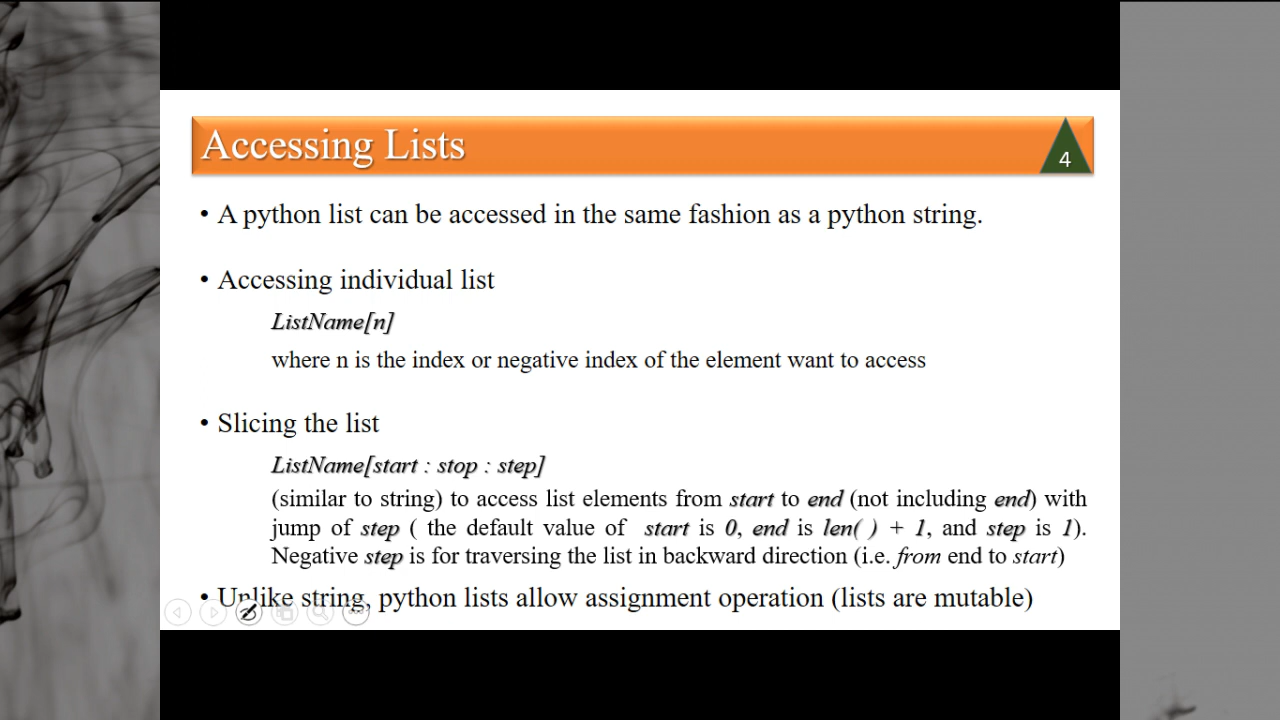 Accessing Lists
4
• A python list can be accessed in the same fashion as a python string.
• Accessing individual list
ListName[n]
where n is the index or negative index of the element want to access
• Slicing the list
ListName[start : stop : step]
(similar to string) to access list elements from start to end (not including end) with
jump of step ( the default value of start is 0, end is len( ) + 1, and step is 1).
Negative step is for traversing the list in backward direction (i.e. from end to start)
• Unlike string, python lists allow assignment operation (lists are mutable)